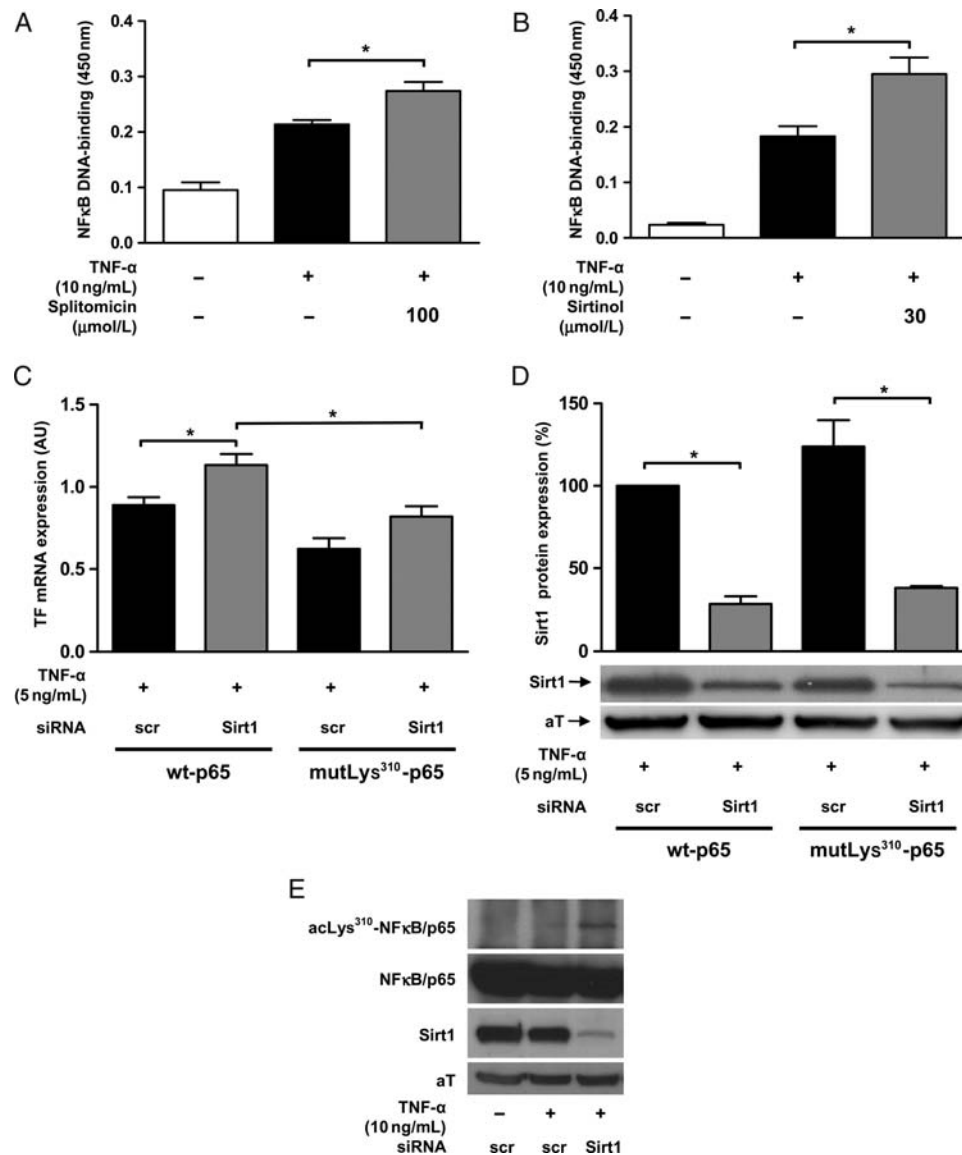 A
NFκB DNA-binding (450 nm)
0.4
0.3
0.2
0.1
0.0
*
TNF-α
(10 ng/mL)
– + +
Splitomicin
(μmol/L)
– – 100
B
NFκB DNA-binding (450 nm)
0.4
0.3
0.2
0.1
0.0
*
TNF-α
(10 ng/mL)
– + +
Sirtinol
(μmol/L)
– – 30
C
TF mRNA expression (AU)
1.5
1.0
0.5
0.0
*
*
TNF-α
(5 ng/mL)
+ + + +
siRNA scr Sirt1 scr Sirt1
wt-p65 mutLys³¹⁰-p65
D
Sirt1 protein expression (%)
150
100
50
0
*
*
Sirt1
aT
TNF-α
(5 ng/mL)
+ + + +
siRNA scr Sirt1 scr Sirt1
wt-p65 mutLys³¹⁰-p65
E
acLys³¹⁰-NFκB/p65
NFκB/p65
Sirt1
aT
TNF-α
(10 ng/mL)
– + +
siRNA scr scr Sirt1